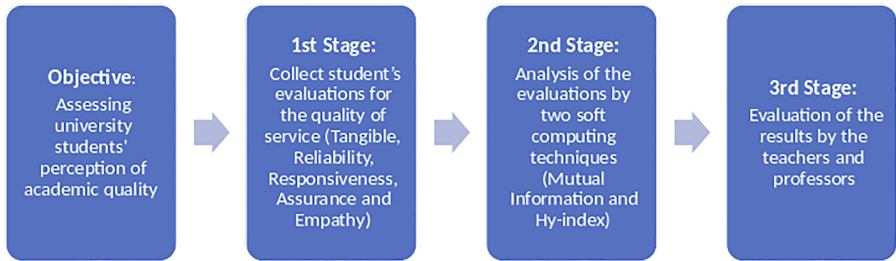 Objective:
Assessing
university
students'
perception of
academic quality
1st Stage:
Collect student's
evaluations for
the quality of
service (Tangible,
Reliability,
Responsiveness,
Assurance and
Empathy)
2nd Stage:
Analysis of the
evaluations by
two soft
computing
techniques
(Mutual
Information and
Hy-index)
3rd Stage:
Evaluation of the
results by the
teachers and
professors